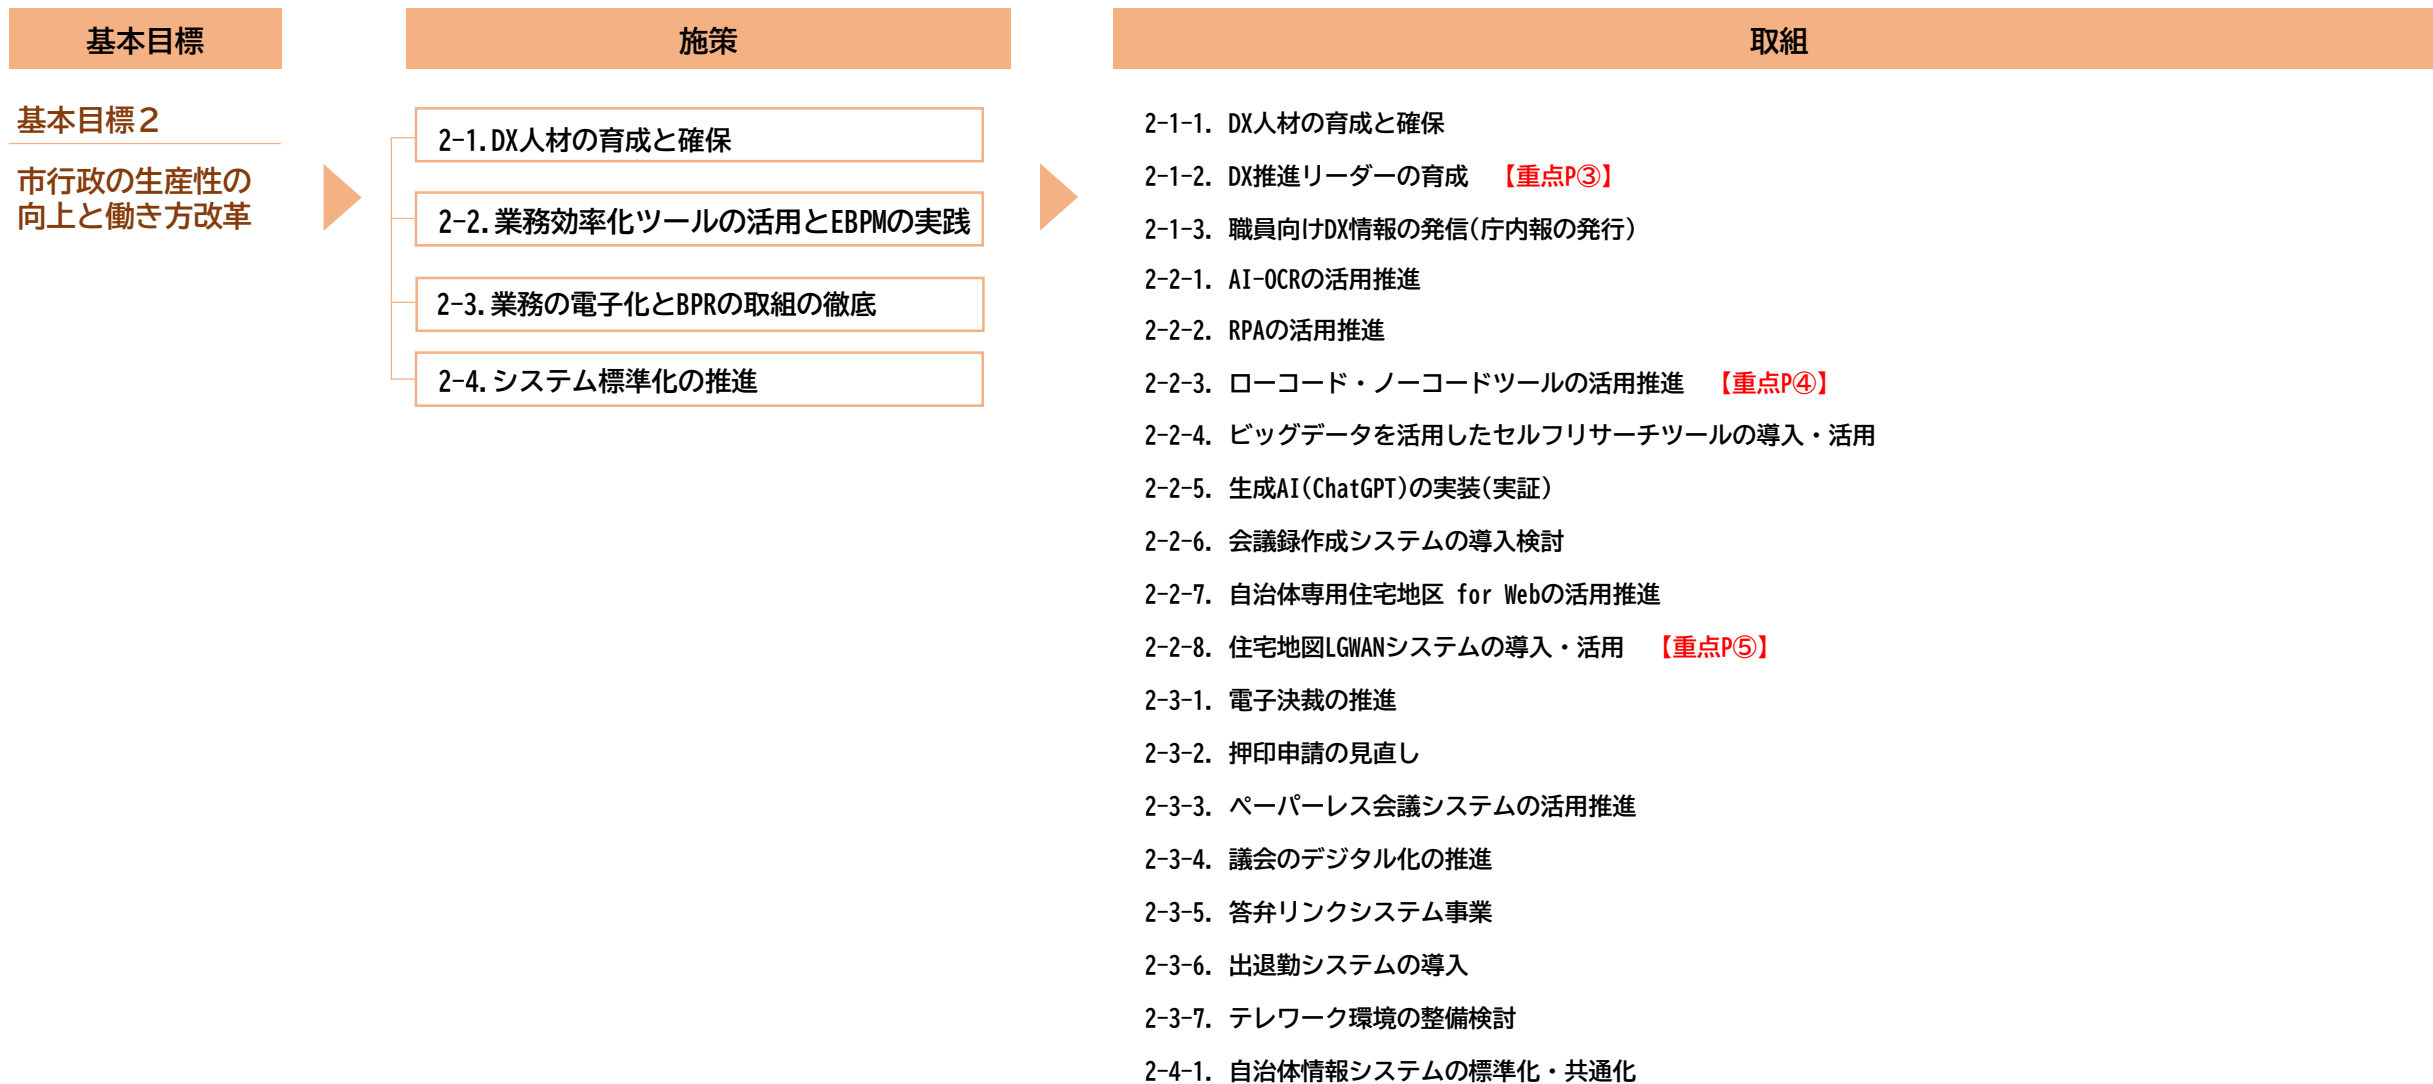 基本目標
施策
取組
基本目標２
市行政の生産性の
向上と働き方改革
2-1.DX人材の育成と確保
2-2.業務効率化ツールの活用とEBPMの実践
2-3.業務の電子化とBPRの取組の徹底
2-4.システム標準化の推進
2-1-1. DX人材の育成と確保
2-1-2. DX推進リーダーの育成　【重点P③】
2-1-3. 職員向けDX情報の発信(庁内報の発行)
2-2-1. AI-OCRの活用推進
2-2-2. RPAの活用推進
2-2-3. ローコード・ノーコードツールの活用推進　【重点P④】
2-2-4. ビッグデータを活用したセルフリサーチツールの導入・活用
2-2-5. 生成AI(ChatGPT)の実装(実証)
2-2-6. 会議録作成システムの導入検討
2-2-7. 自治体専用住宅地区 for Webの活用推進
2-2-8. 住宅地図LGWANシステムの導入・活用　【重点P⑤】
2-3-1. 電子決裁の推進
2-3-2. 押印申請の見直し
2-3-3. ペーパーレス会議システムの活用推進
2-3-4. 議会のデジタル化の推進
2-3-5. 答弁リンクシステム事業
2-3-6. 出退勤システムの導入
2-3-7. テレワーク環境の整備検討
2-4-1. 自治体情報システムの標準化・共通化